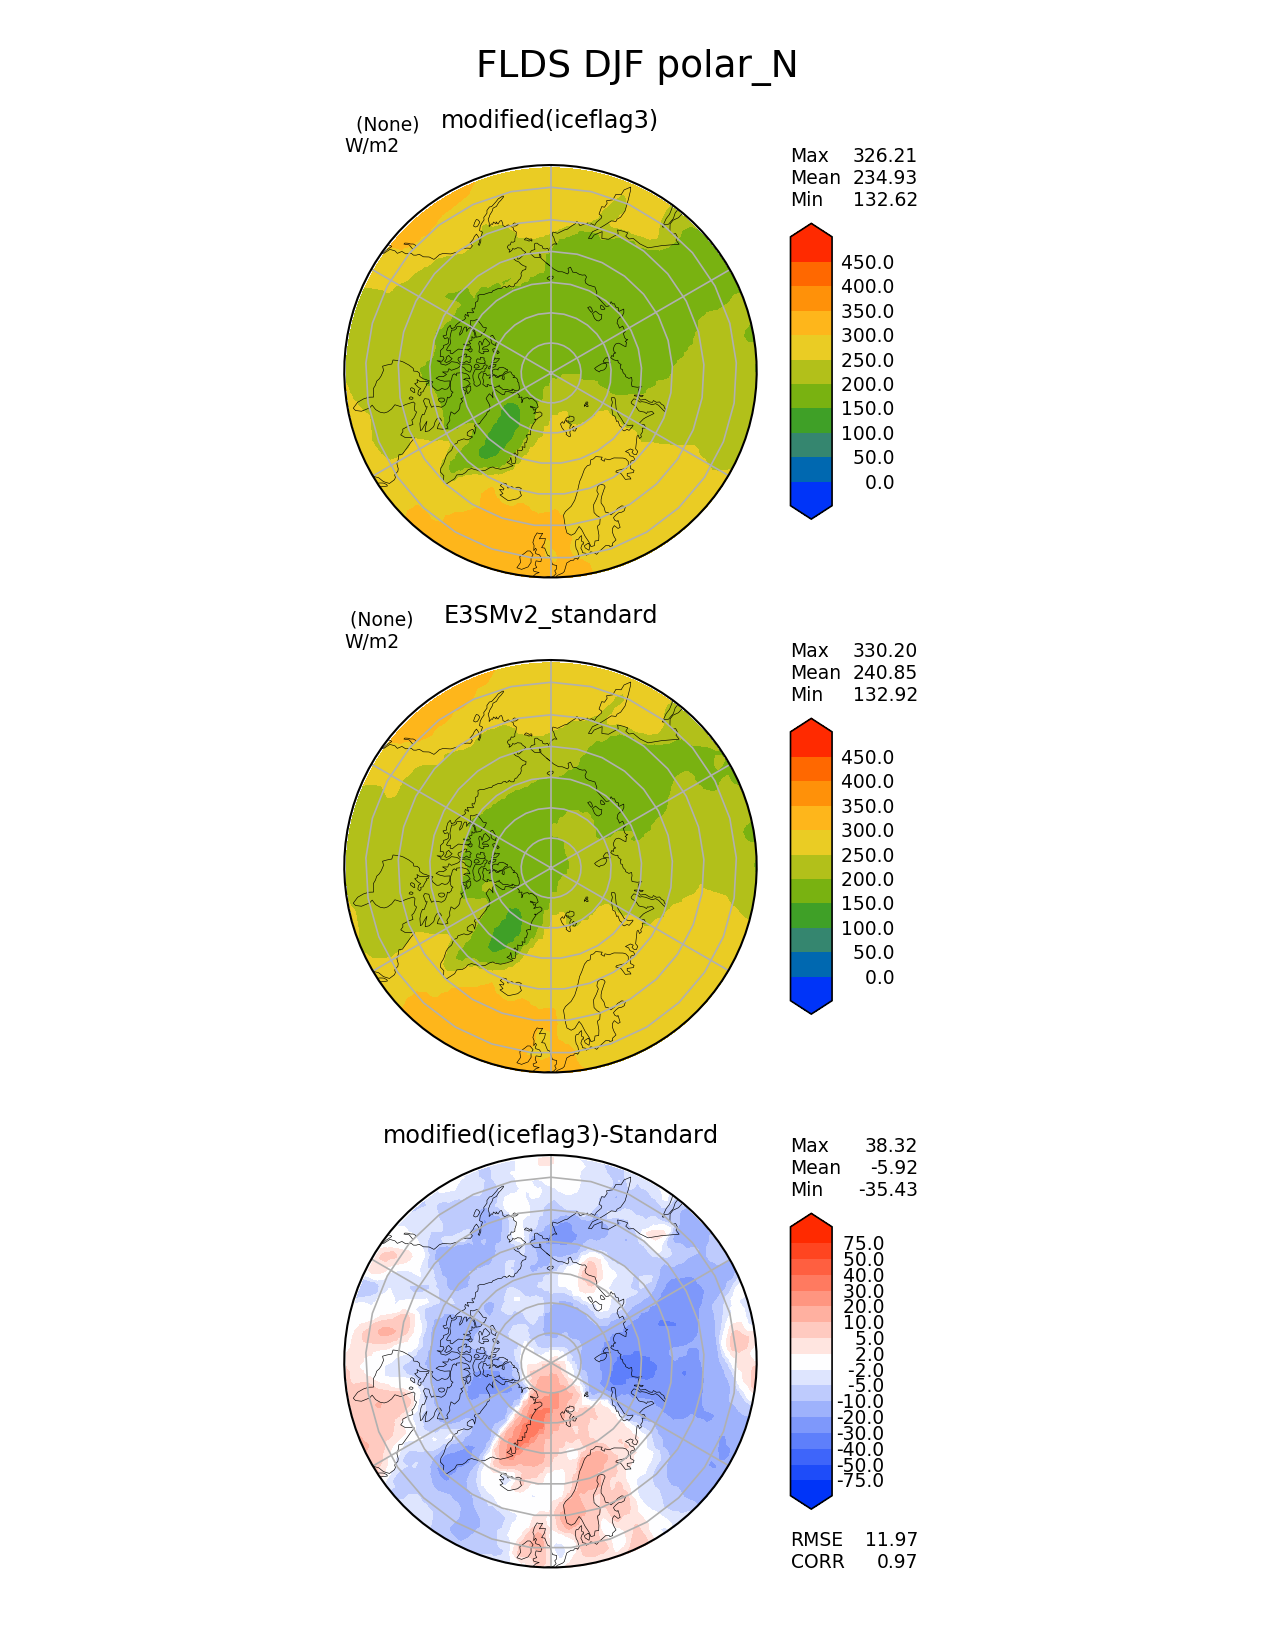 FLDS DJF polar_N
(None)
modified(iceflag3)
W/m2
Max 326.21
Mean 234.93
Min 132.62
450.0
400.0
350.0
300.0
250.0
200.0
150.0
100.0
50.0
0.0
(None)
E3SMv2_standard
W/m2
Max 330.20
Mean 240.85
Min 132.92
450.0
400.0
350.0
300.0
250.0
200.0
150.0
100.0
50.0
0.0
modified(iceflag3)-Standard
Max 38.32
Mean -5.92
Min -35.43
75.0
50.0
40.0
30.0
20.0
10.0
5.0
2.0
-2.0
-5.0
-10.0
-20.0
-30.0
-40.0
-50.0
-75.0
RMSE 11.97
CORR 0.97